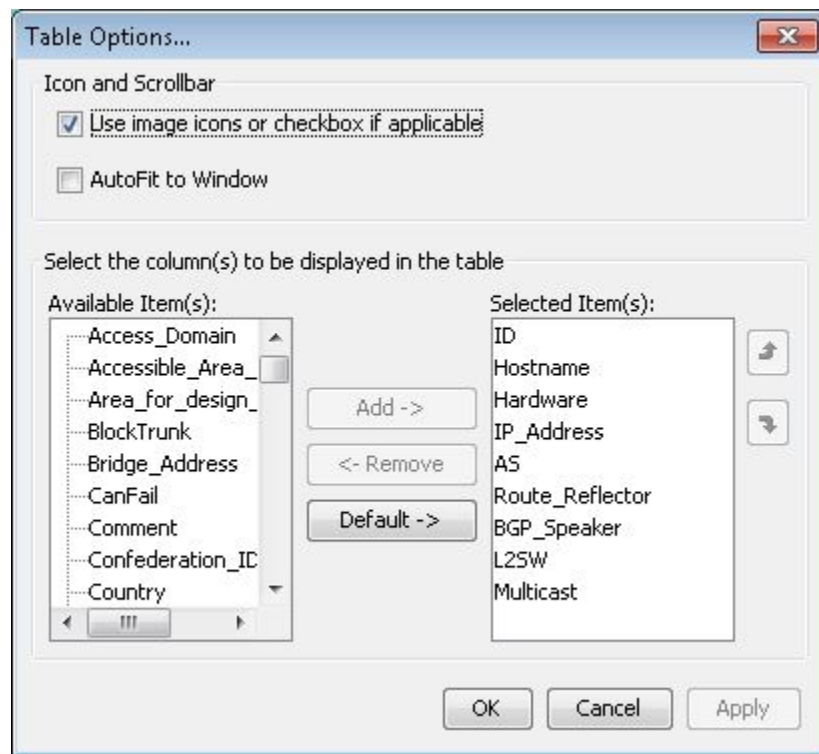 Table Options...
Icon and Scrollbar
Use image icons or checkbox if applicable
AutoFit to Window
Select the column(s) to be displayed in the table
Available Item(s):
Access_Domain
Accessible_Area_
Area_for_design_
BlockTrunk
Bridge_Address
CanFail
Comment
Confederation_ID
Country
Add ->
<- Remove
Default ->
Selected Item(s):
ID
Hostname
Hardware
IP_Address
AS
Route_Reflector
BGP_Speaker
L2SW
Multicast
OK Cancel Apply